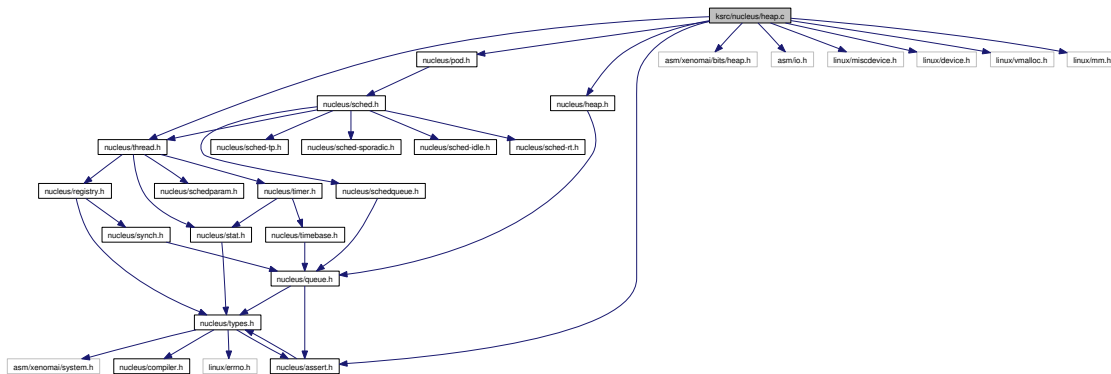 ksrc/nucleus/heap.c
nucleus/pod.h
asm/xenomai/bits/heap.h
asm/io.h
linux/miscdevice.h
linux/device.h
linux/vmalloc.h
linux/mm.h
nucleus/sched.h
nucleus/heap.h
nucleus/thread.h
nucleus/sched-tp.h
nucleus/sched-sporadic.h
nucleus/sched-idle.h
nucleus/sched-rt.h
nucleus/registry.h
nucleus/schedparam.h
nucleus/timer.h
nucleus/schedqueue.h
nucleus/synch.h
nucleus/stat.h
nucleus/timebase.h
nucleus/queue.h
nucleus/types.h
asm/xenomai/system.h
nucleus/compiler.h
linux/errno.h
nucleus/assert.h